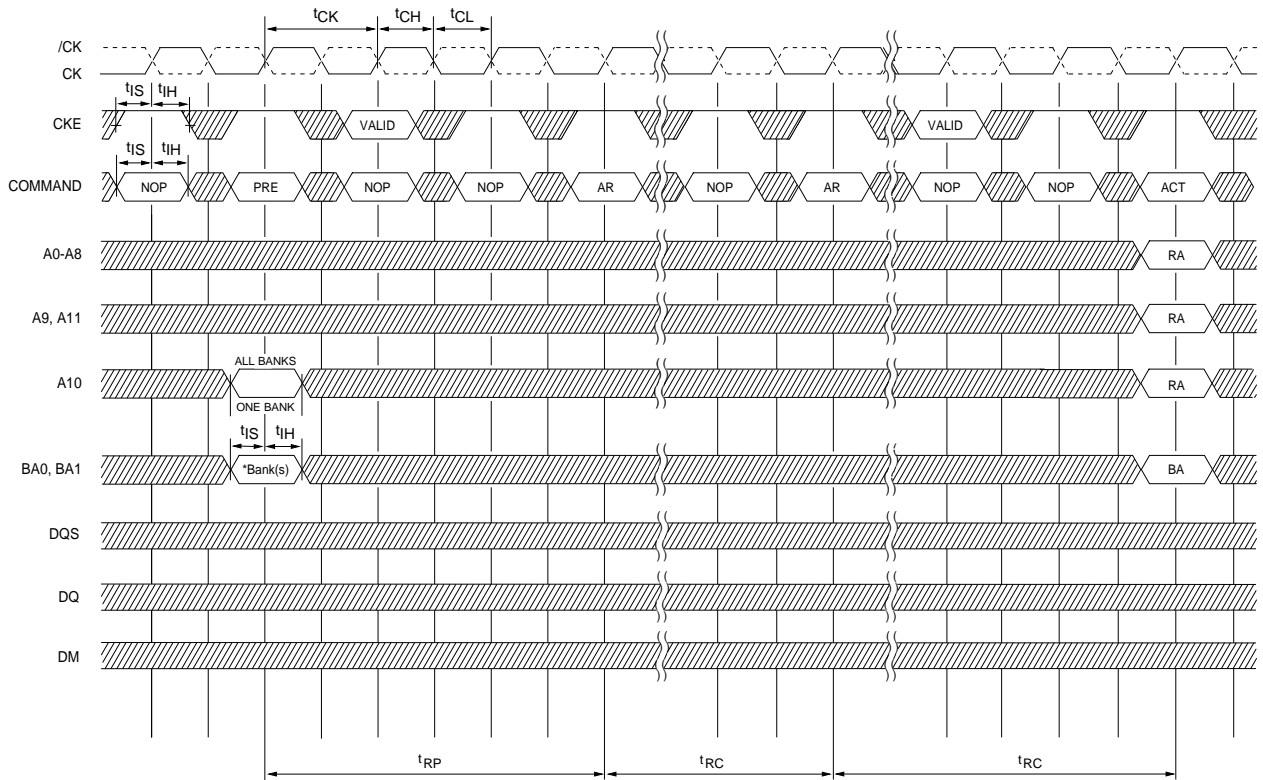 tCK tCH tCL
/CK
CK
tIS tIH
CKE VALID VALID
tIS tIH
COMMAND NOP PRE NOP NOP AR NOP AR NOP NOP ACT
A0-A8 RA
A9, A11 RA
ALL BANKS
A10 RA
ONE BANK
tIS tIH
BA0, BA1 *Bank(s) BA
DQS
DQ
DM
tRP tRC tRC